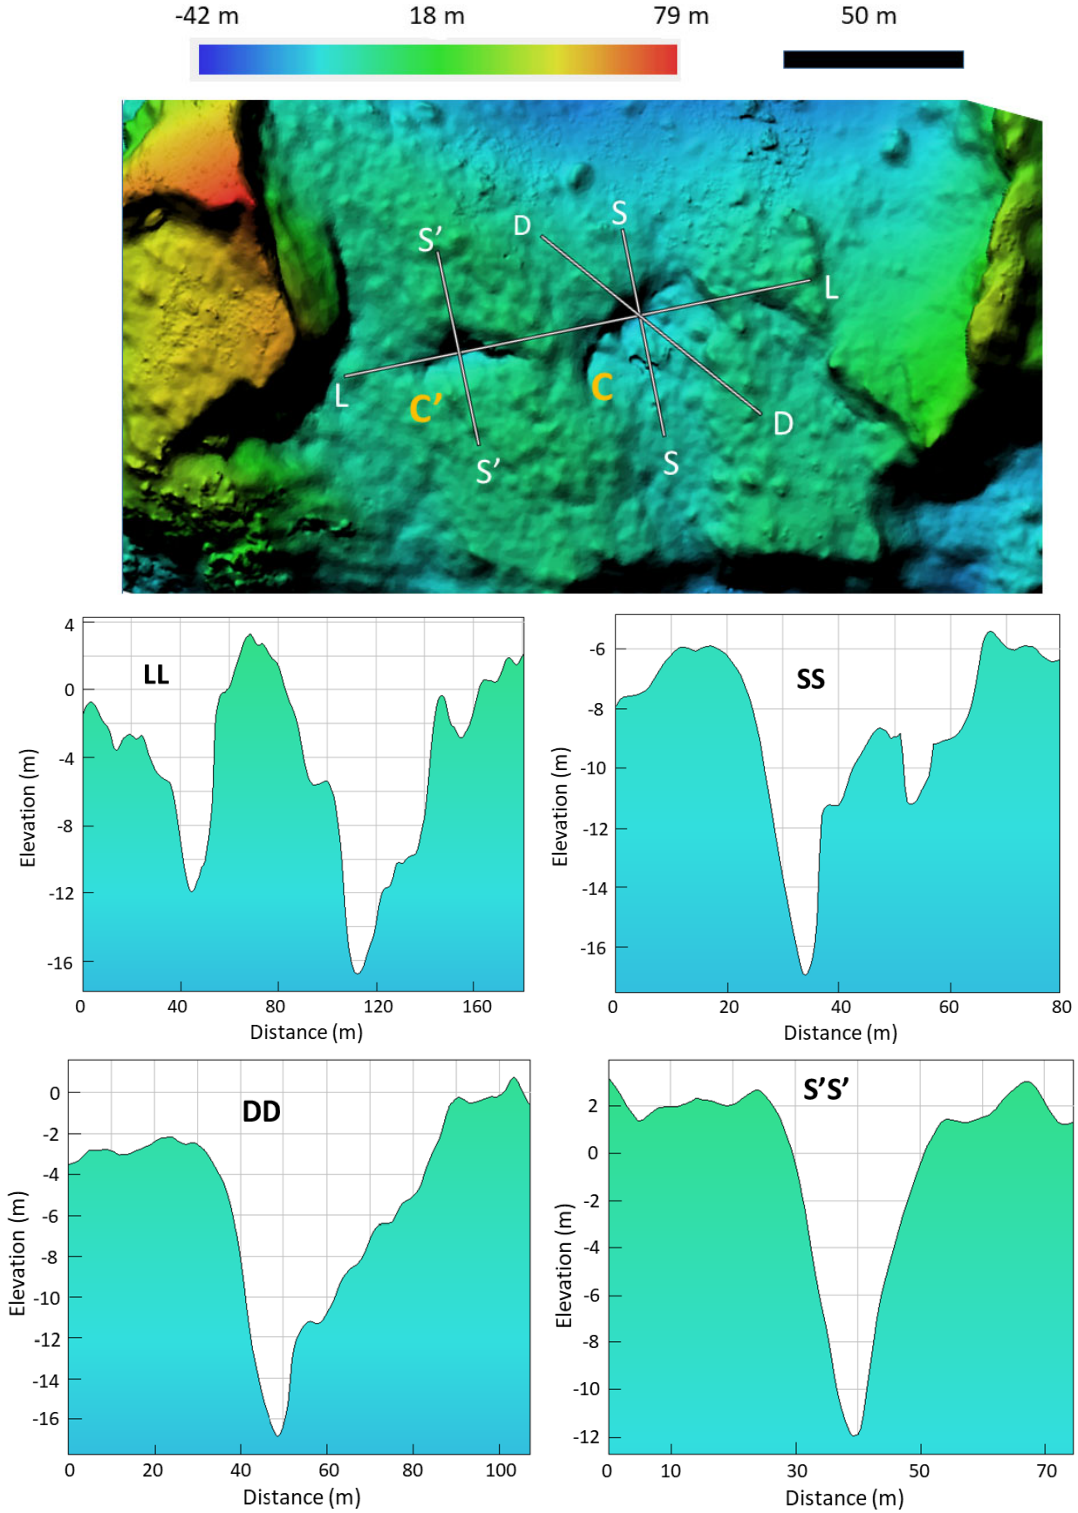 -42 m 18 m 79 m 50 m
S’ D S
L
L
C’ C
D
S’ S
LL
4
0
-4
-8
-12
-16
Elevation (m)
0 40 80 120 160
Distance (m)
SS
-6
-8
-10
-12
-14
-16
Elevation (m)
0 20 40 60 80
Distance (m)
DD
0
-2
-4
-6
-8
-10
-12
-14
-16
Elevation (m)
0 20 40 60 80 100
Distance (m)
S’S’
2
0
-2
-4
-6
-8
-10
-12
Elevation (m)
0 10 30 50 70
Distance (m)